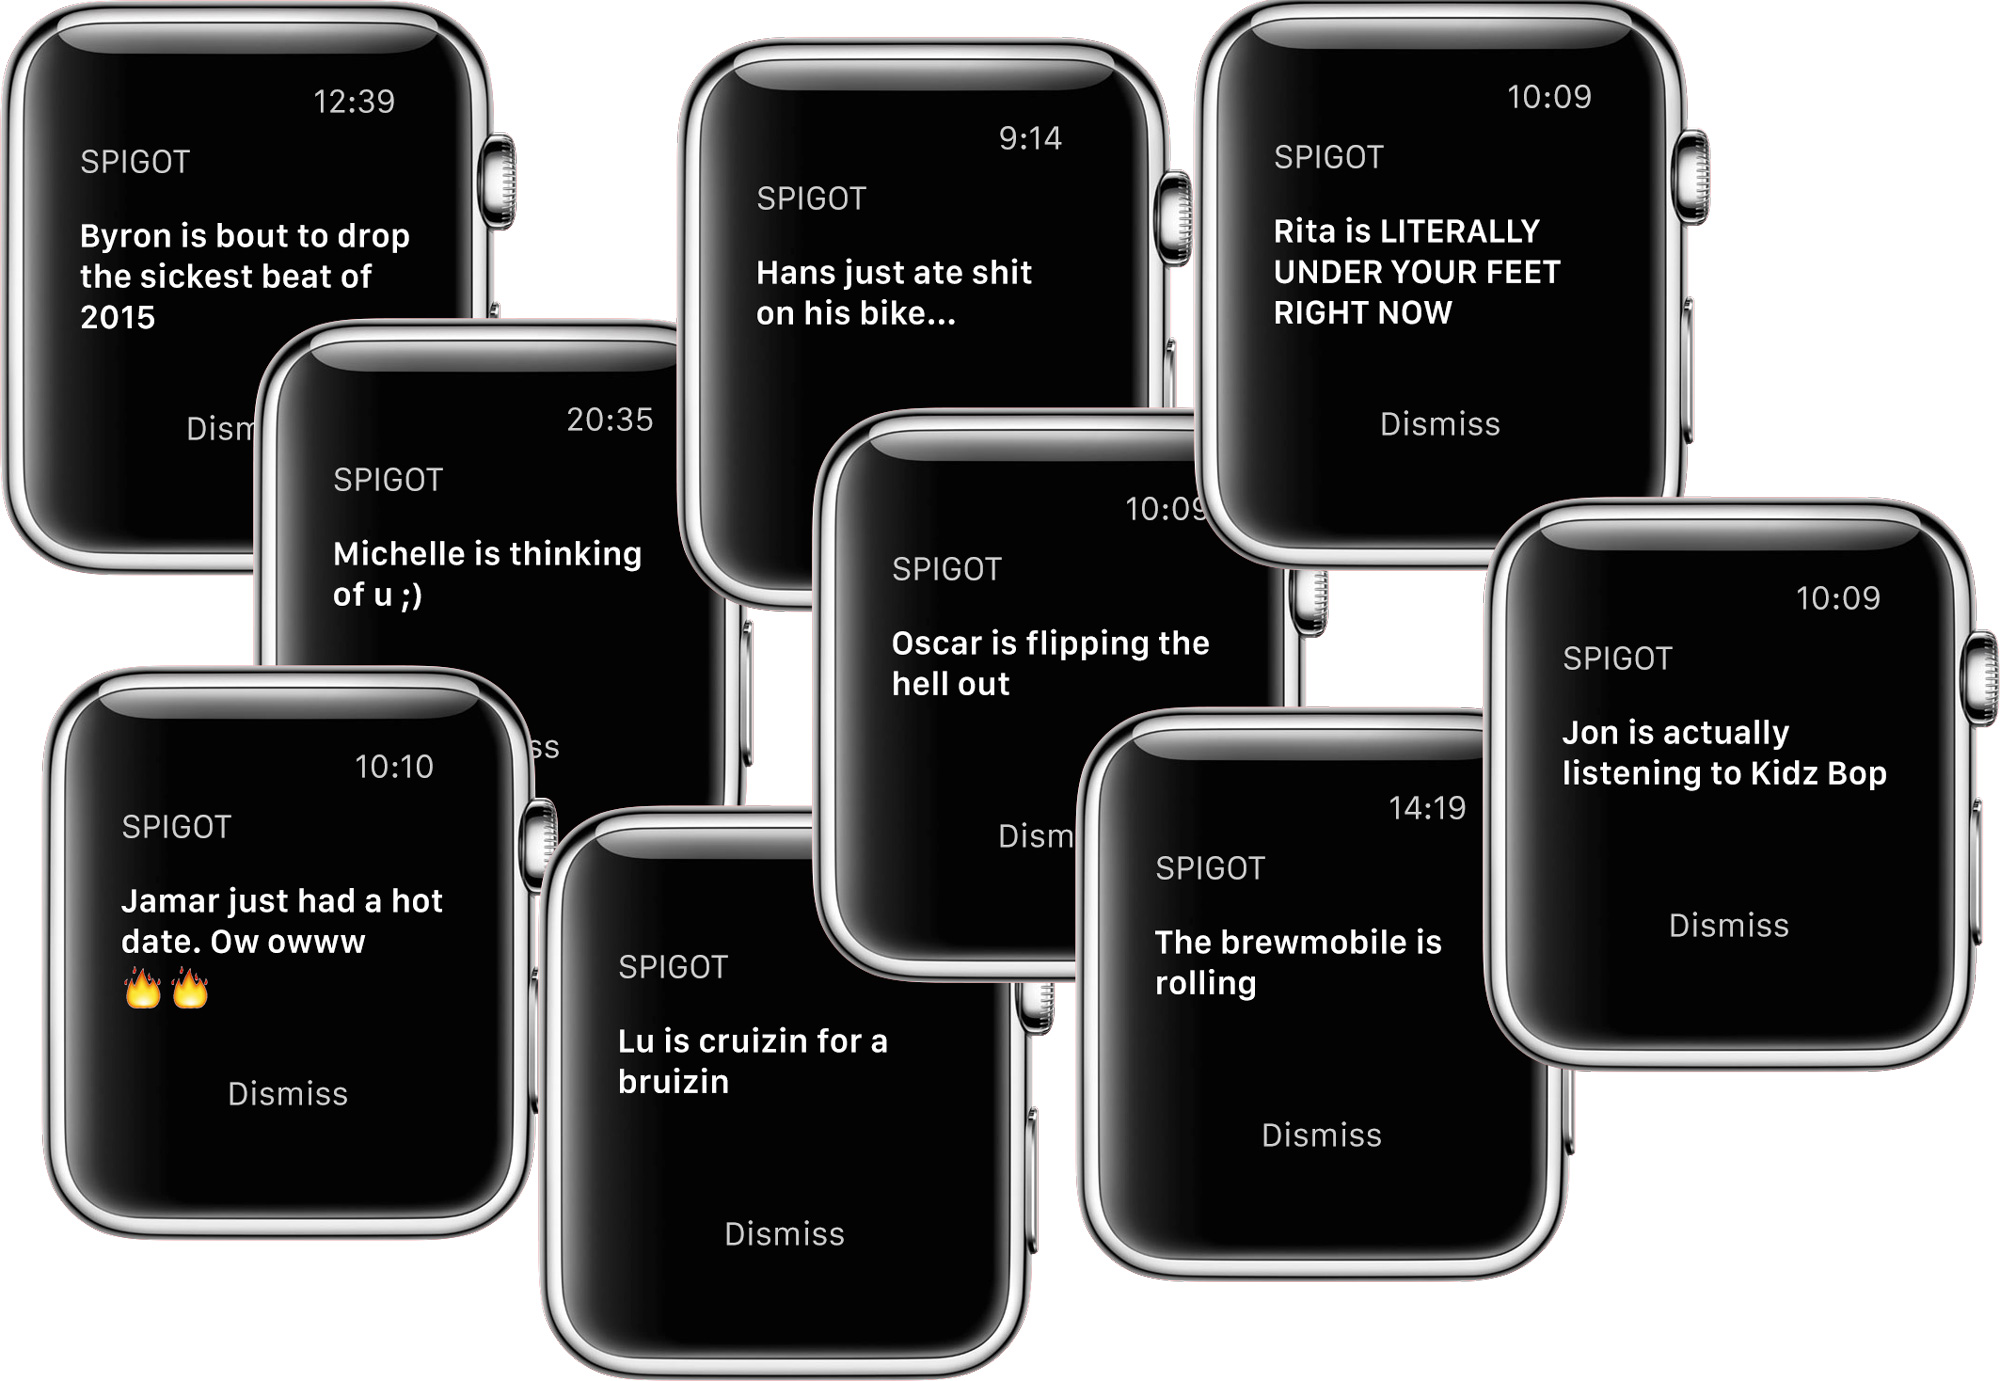 12:39
SPIGOT
Byron is bout to drop
the sickest beat of
2015
9:14
SPIGOT
Hans just ate shit
on his bike...
10:09
SPIGOT
Rita is LITERALLY
UNDER YOUR FEET
RIGHT NOW
Dismiss
20:35
SPIGOT
Michelle is thinking
of u ;)
10:09
SPIGOT
Oscar is flipping the
hell out
10:09
SPIGOT
Jon is actually
listening to Kidz Bop
Dismiss
10:10
SPIGOT
Jamar just had a hot
date. Ow owww
🔥🔥
Dismiss
SPIGOT
Lu is cruizin for a
bruizin
Dismiss
14:19
SPIGOT
The brewmobile is
rolling
Dismiss